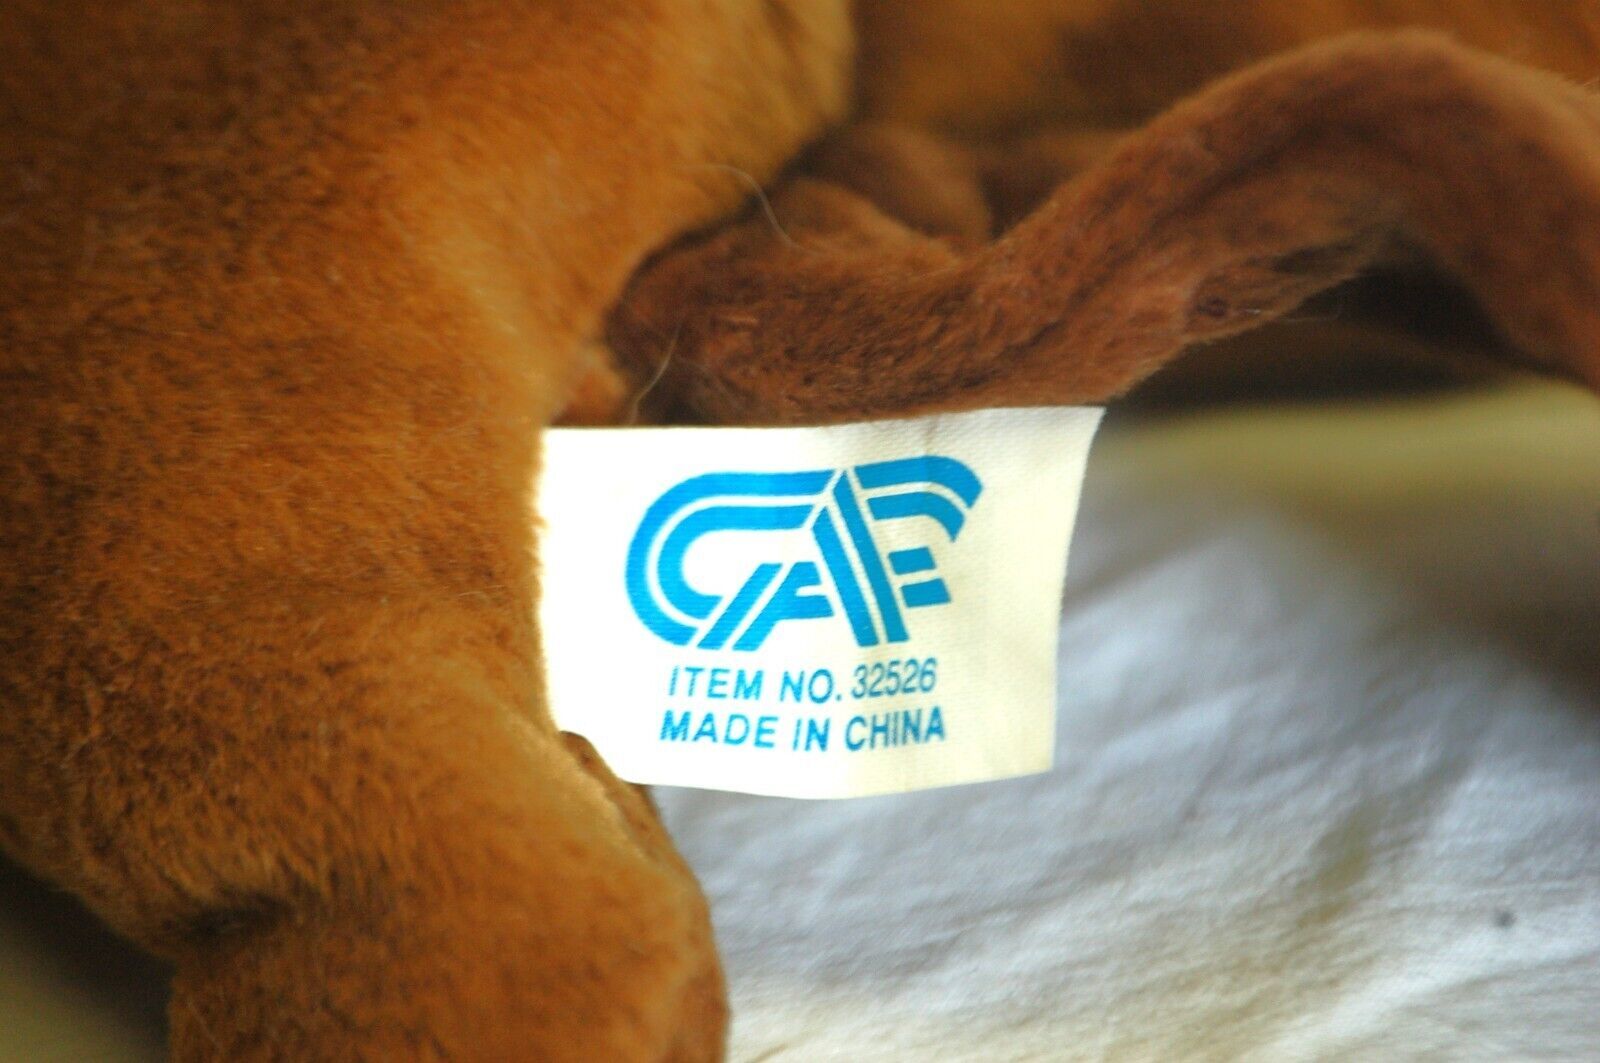 CAF
ITEM NO. 32526
MADE IN CHINA